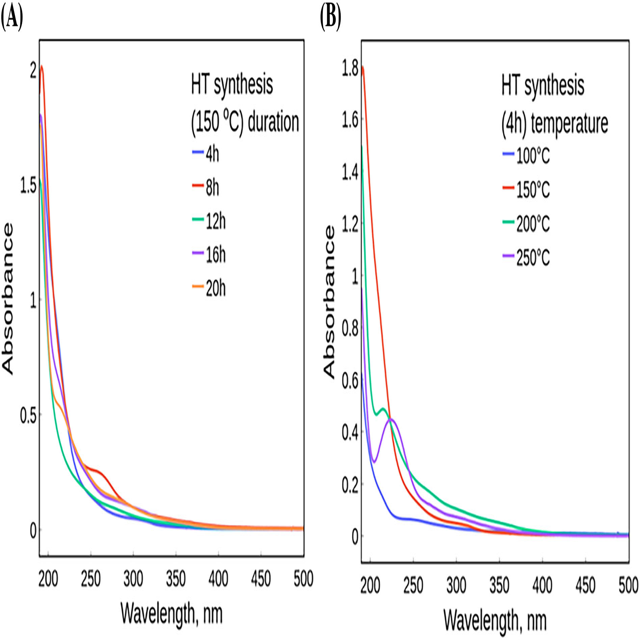 (A)
HT synthesis
(150 ⁰C) duration
4h
8h
12h
16h
20h
2
1.5
1
0.5
0
Absorbance
200 250 300 350 400 450 500
Wavelength, nm
(B)
HT synthesis
(4h) temperature
100°C
150°C
200°C
250°C
1.8
1.6
1.4
1.2
1
0.8
0.6
0.4
0.2
0
Absorbance
200 250 300 350 400 450 500
Wavelength, nm